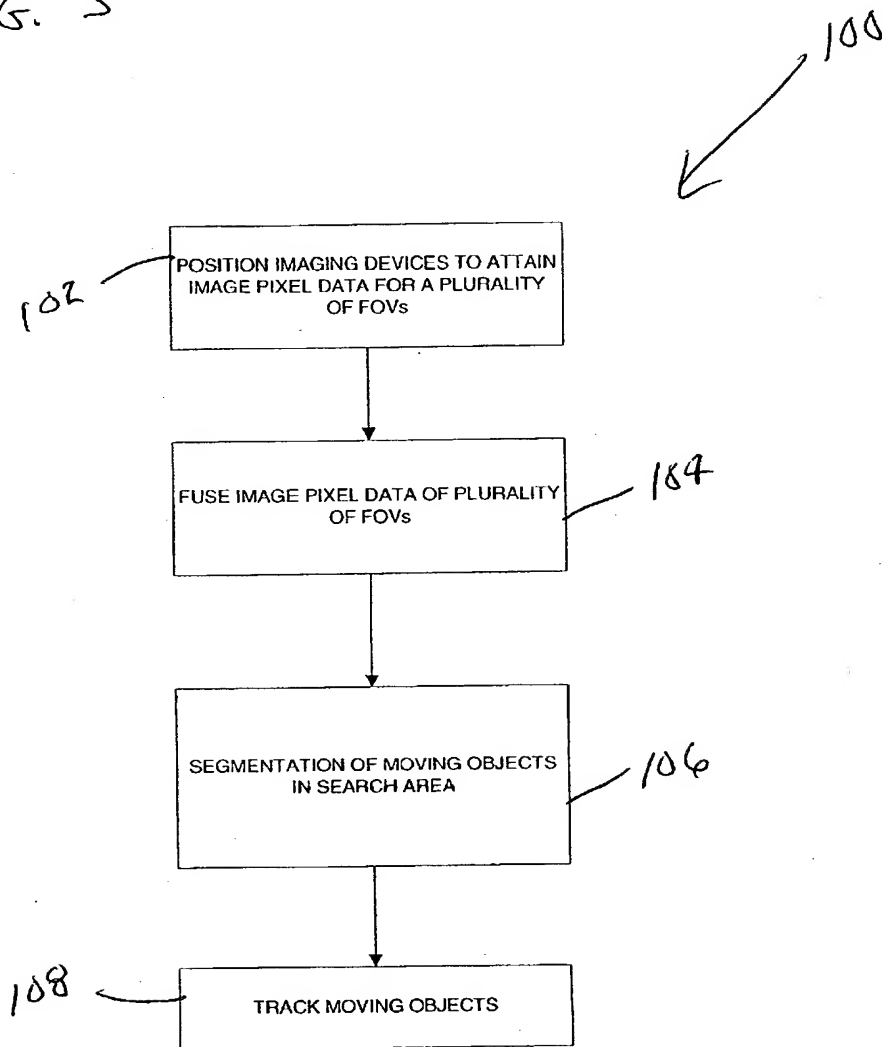 G. 3
100
102
POSITION IMAGING DEVICES TO ATTAIN
IMAGE PIXEL DATA FOR A PLURALITY
OF FOVs
FUSE IMAGE PIXEL DATA OF PLURALITY
OF FOVs
104
SEGMENTATION OF MOVING OBJECTS
IN SEARCH AREA
106
108
TRACK MOVING OBJECTS